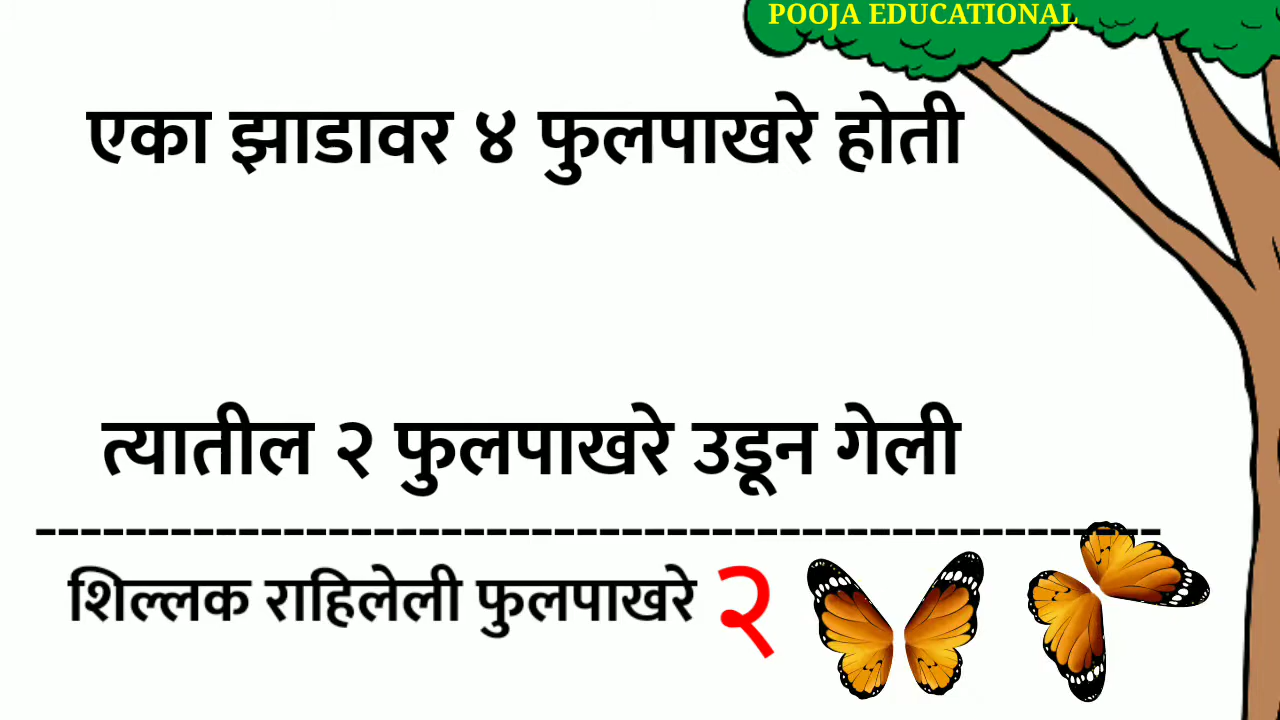 POOJA EDUCATIONAL
एका झाडावर ४ फुलपाखरे होती
त्यातील २ फुलपाखरे उडून गेली
--------------------------------------------------
शिल्लक राहिलेली फुलपाखरे २